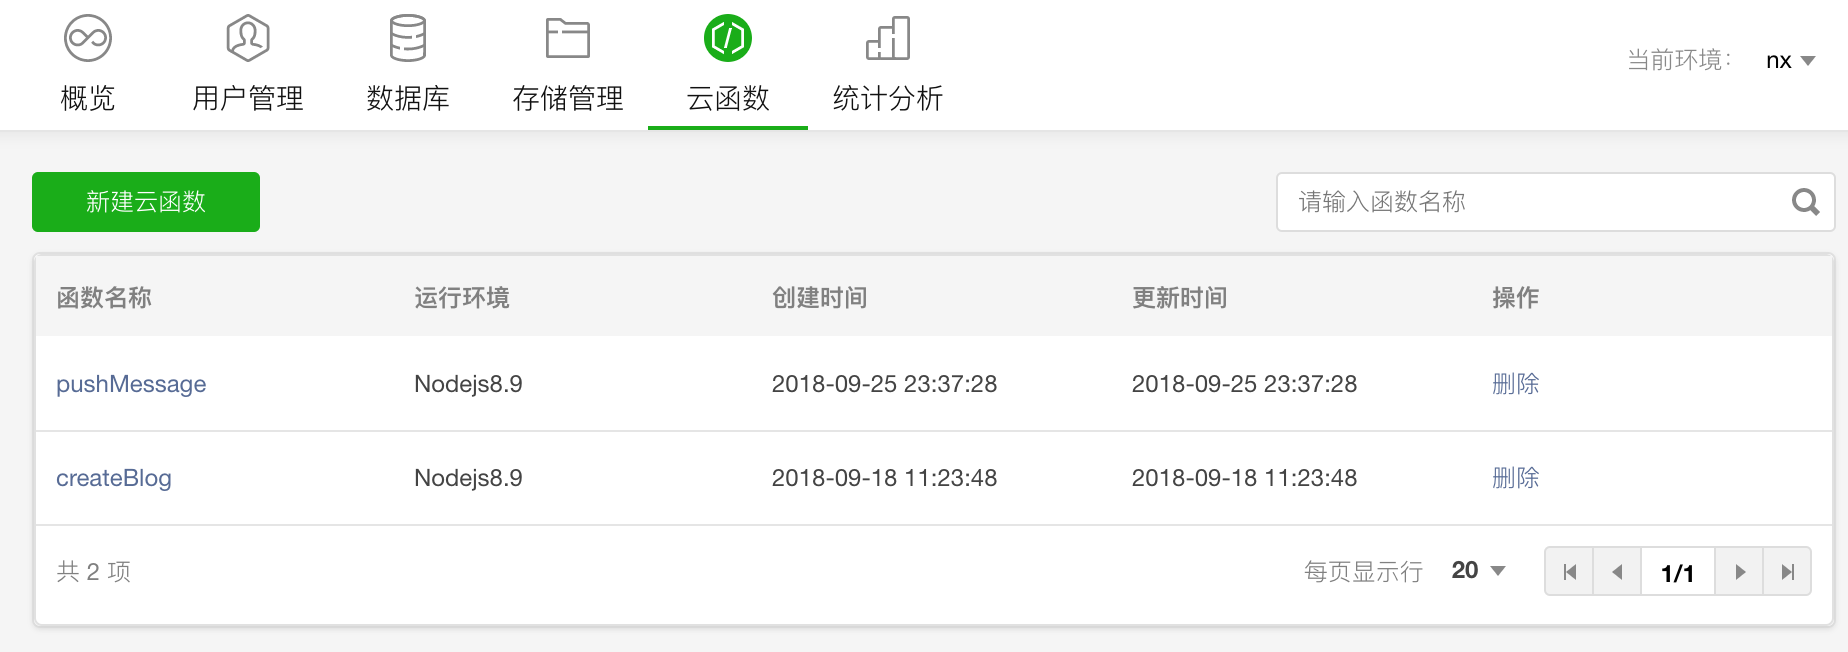 概览 用户管理 数据库 存储管理 云函数 统计分析 当前环境: nx
新建云函数 请输入函数名称
函数名称 运行环境 创建时间 更新时间 操作
pushMessage Nodejs8.9 2018-09-25 23:37:28 2018-09-25 23:37:28 删除
createBlog Nodejs8.9 2018-09-18 11:23:48 2018-09-18 11:23:48 删除
共 2 项 每页显示行 20 1/1